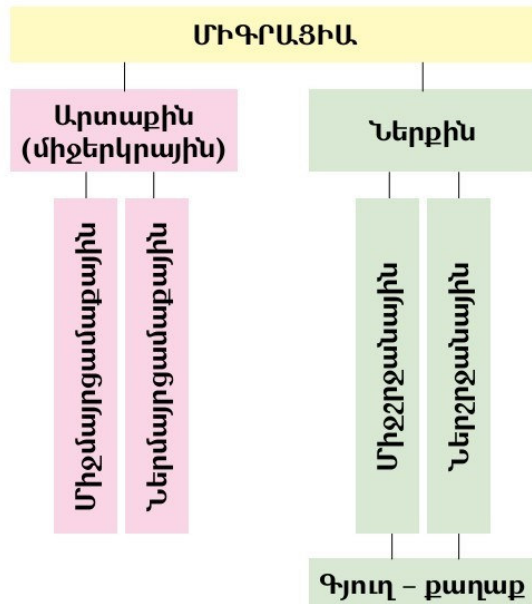 ՄԻԳՐԱՑԻԱ
Արտաքին
(միջերկրային)
Ներքին
Միջմայրցամաքային
Ներմայրցամաքային
Միջշրջանային
Ներշրջանային
Գյուղ – քաղաք